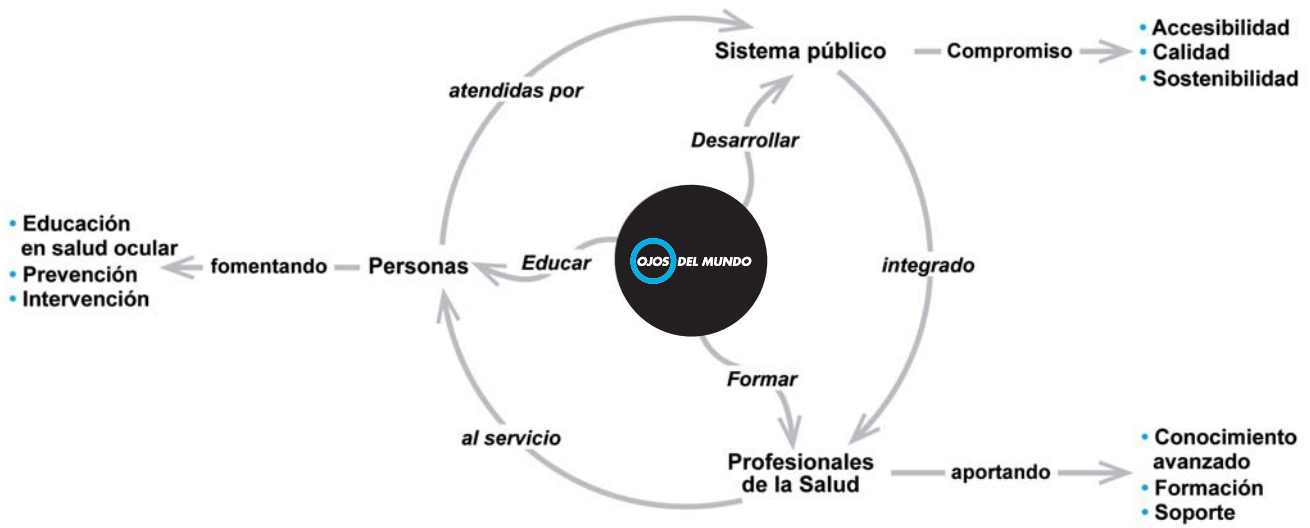 Sistema público
Compromiso
• Accesibilidad
• Calidad
• Sostenibilidad
atendidas por
Desarrollar
• Educación
en salud ocular
• Prevención
• Intervención
fomentando
Personas
Educar
OJOS DEL MUNDO
integrado
Formar
al servicio
Profesionales
de la Salud
aportando
• Conocimiento
avanzado
• Formación
• Soporte